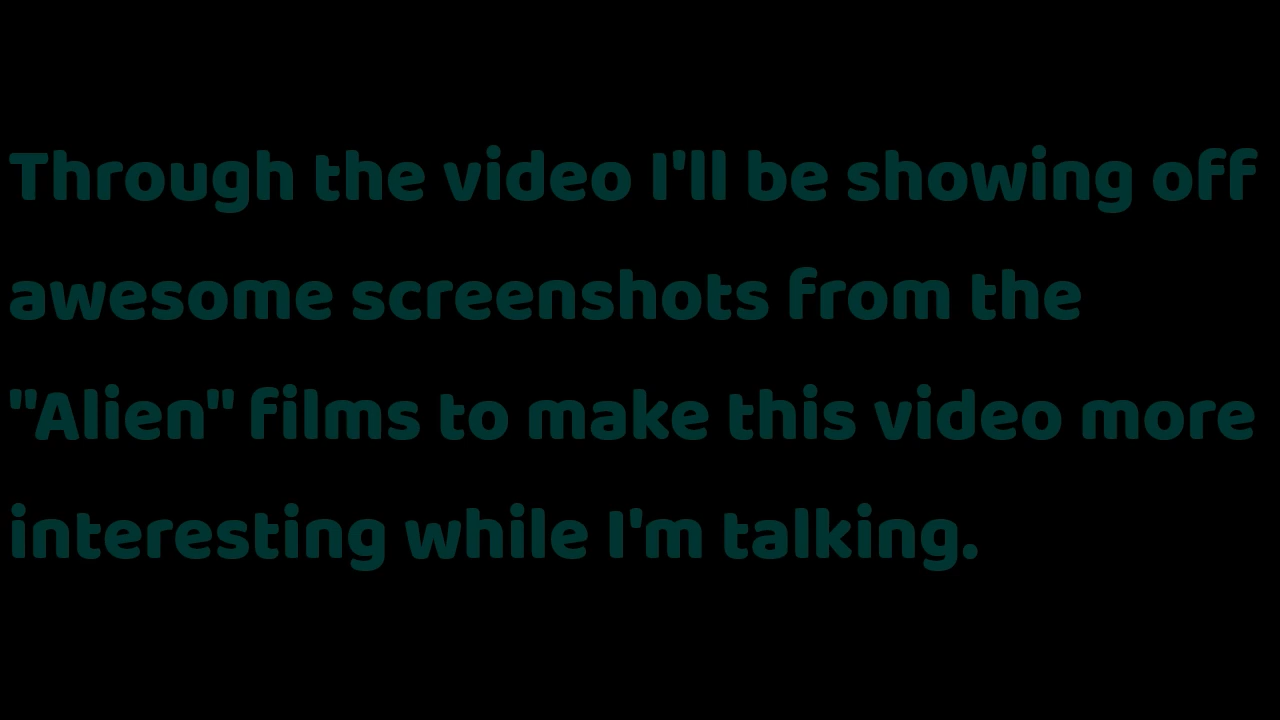 Through the video I'll be showing off
awesome screenshots from the
"Alien" films to make this video more
interesting while I'm talking.